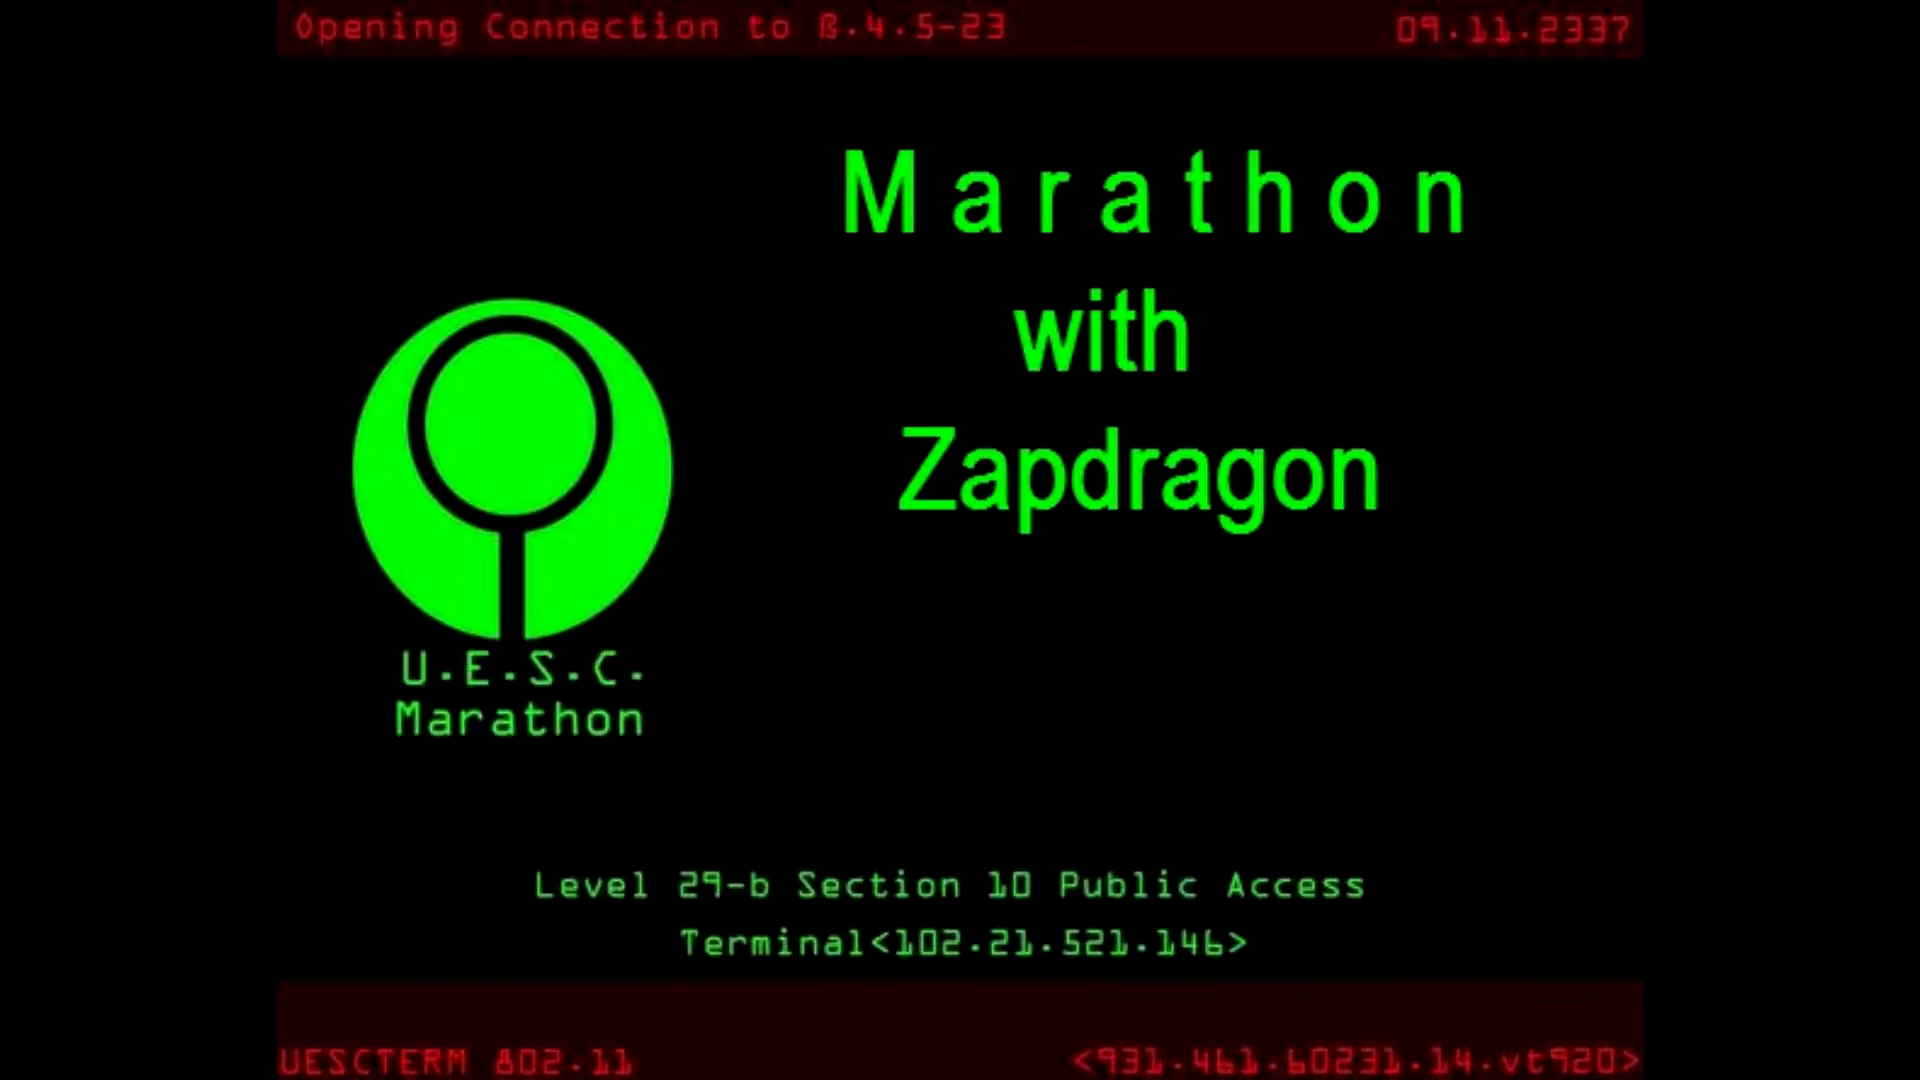 Opening Connection to ß.4.5-23
09.11.2337
Marathon
with
Zapdragon
U.E.S.C.
Marathon
Level 29-b Section 10 Public Access
Terminal<102.21.521.146>
UESCTERM 802.11
<931.461.60231.14.vt920>